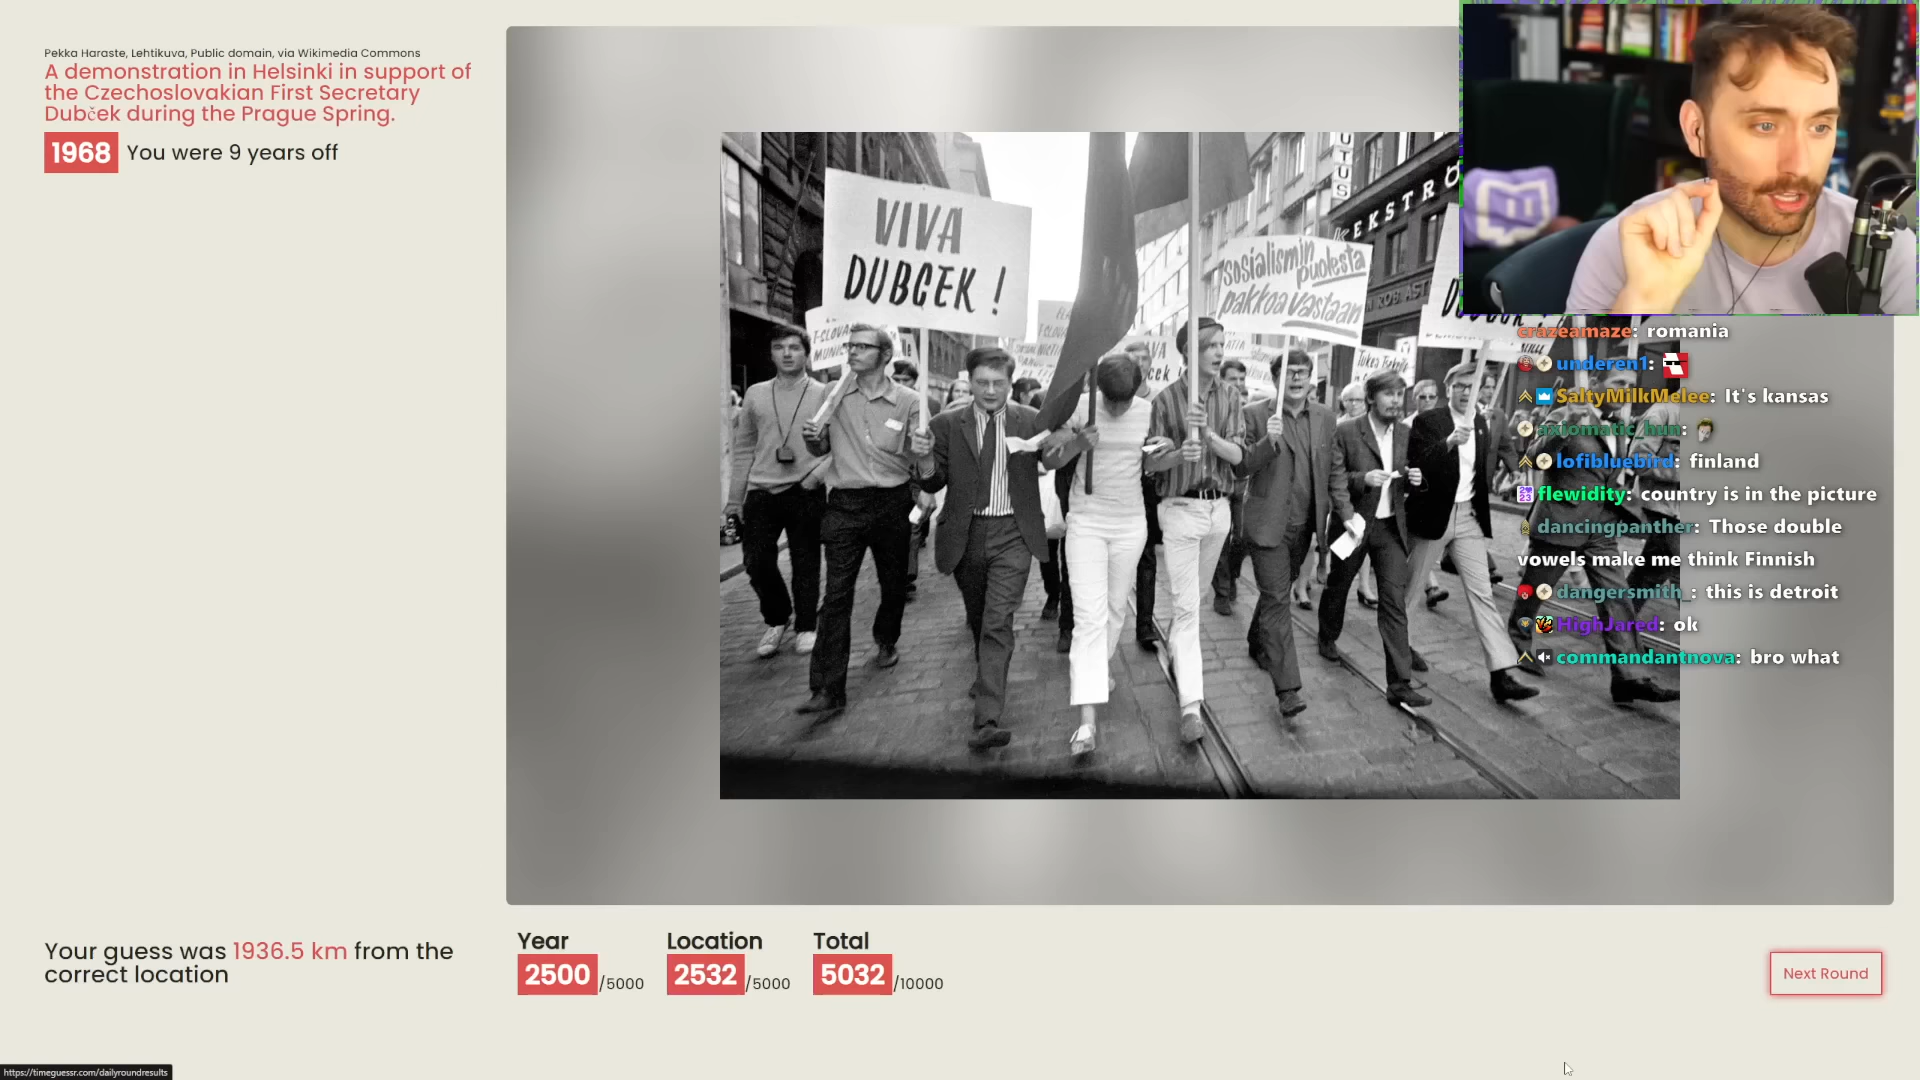 Pekka Haraste, Lehtikuva, Public domain, via Wikimedia Commons
A demonstration in Helsinki in support of
the Czechoslovakian First Secretary
Dubček during the Prague Spring.
1968 You were 9 years off
VIVA
DUBCEK !
sosialismin
puolesta
pakkoa vastaan
EKSTRÖ
UTUS
crazeamaze: romania
underen1:
SaltyMilkMelee: It's kansas
axiomatic_hun:
lofibluebird: finland
flewidity: country is in the picture
dancingpanther: Those double
vowels make me think Finnish
dangersmith_: this is detroit
HighJared: ok
commandantnova: bro what
Your guess was 1936.5 km from the
correct location
Year Location Total
2500 /5000 2532 /5000 5032 /10000
Next Round
https://timeguessr.com/dailyroundresults